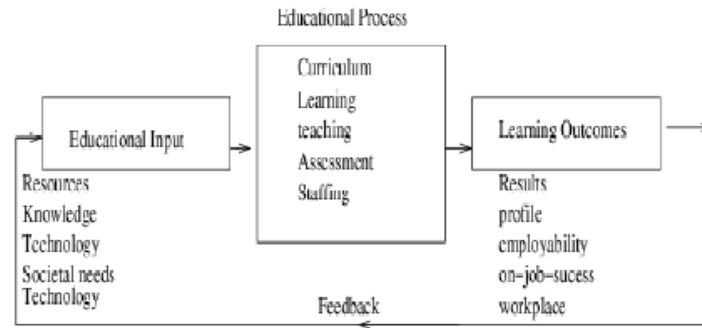 Educational Process
Curriculum
Learning
teaching
Assessment
Staffing
Educational Input
Resources
Knowledge
Technology
Societal needs
Technology
Learning Outcomes
Results
profile
employability
on-job-sucess
workplace
Feedback